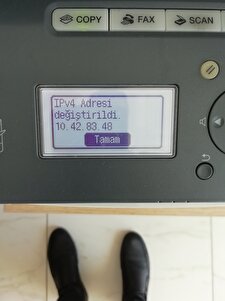 COPY
FAX
SCAN
IPv4 Adresi
değiştirildi.
10.42.83.48
Tamam